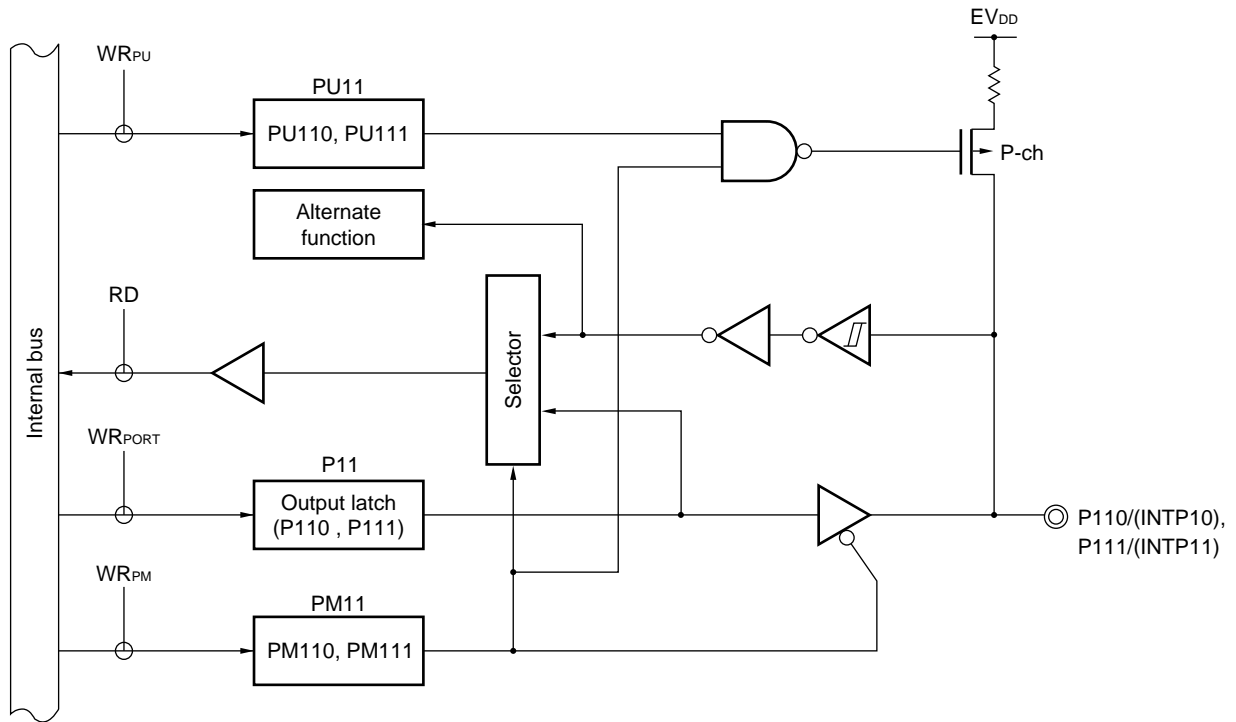 EVDD
WRPU
PU11
PU110, PU111
P-ch
Alternate
function
RD
Selector
Internal bus
WRPORT
P11
Output latch
(P110 , P111)
P110/(INTP10),
P111/(INTP11)
WRPM
PM11
PM110, PM111